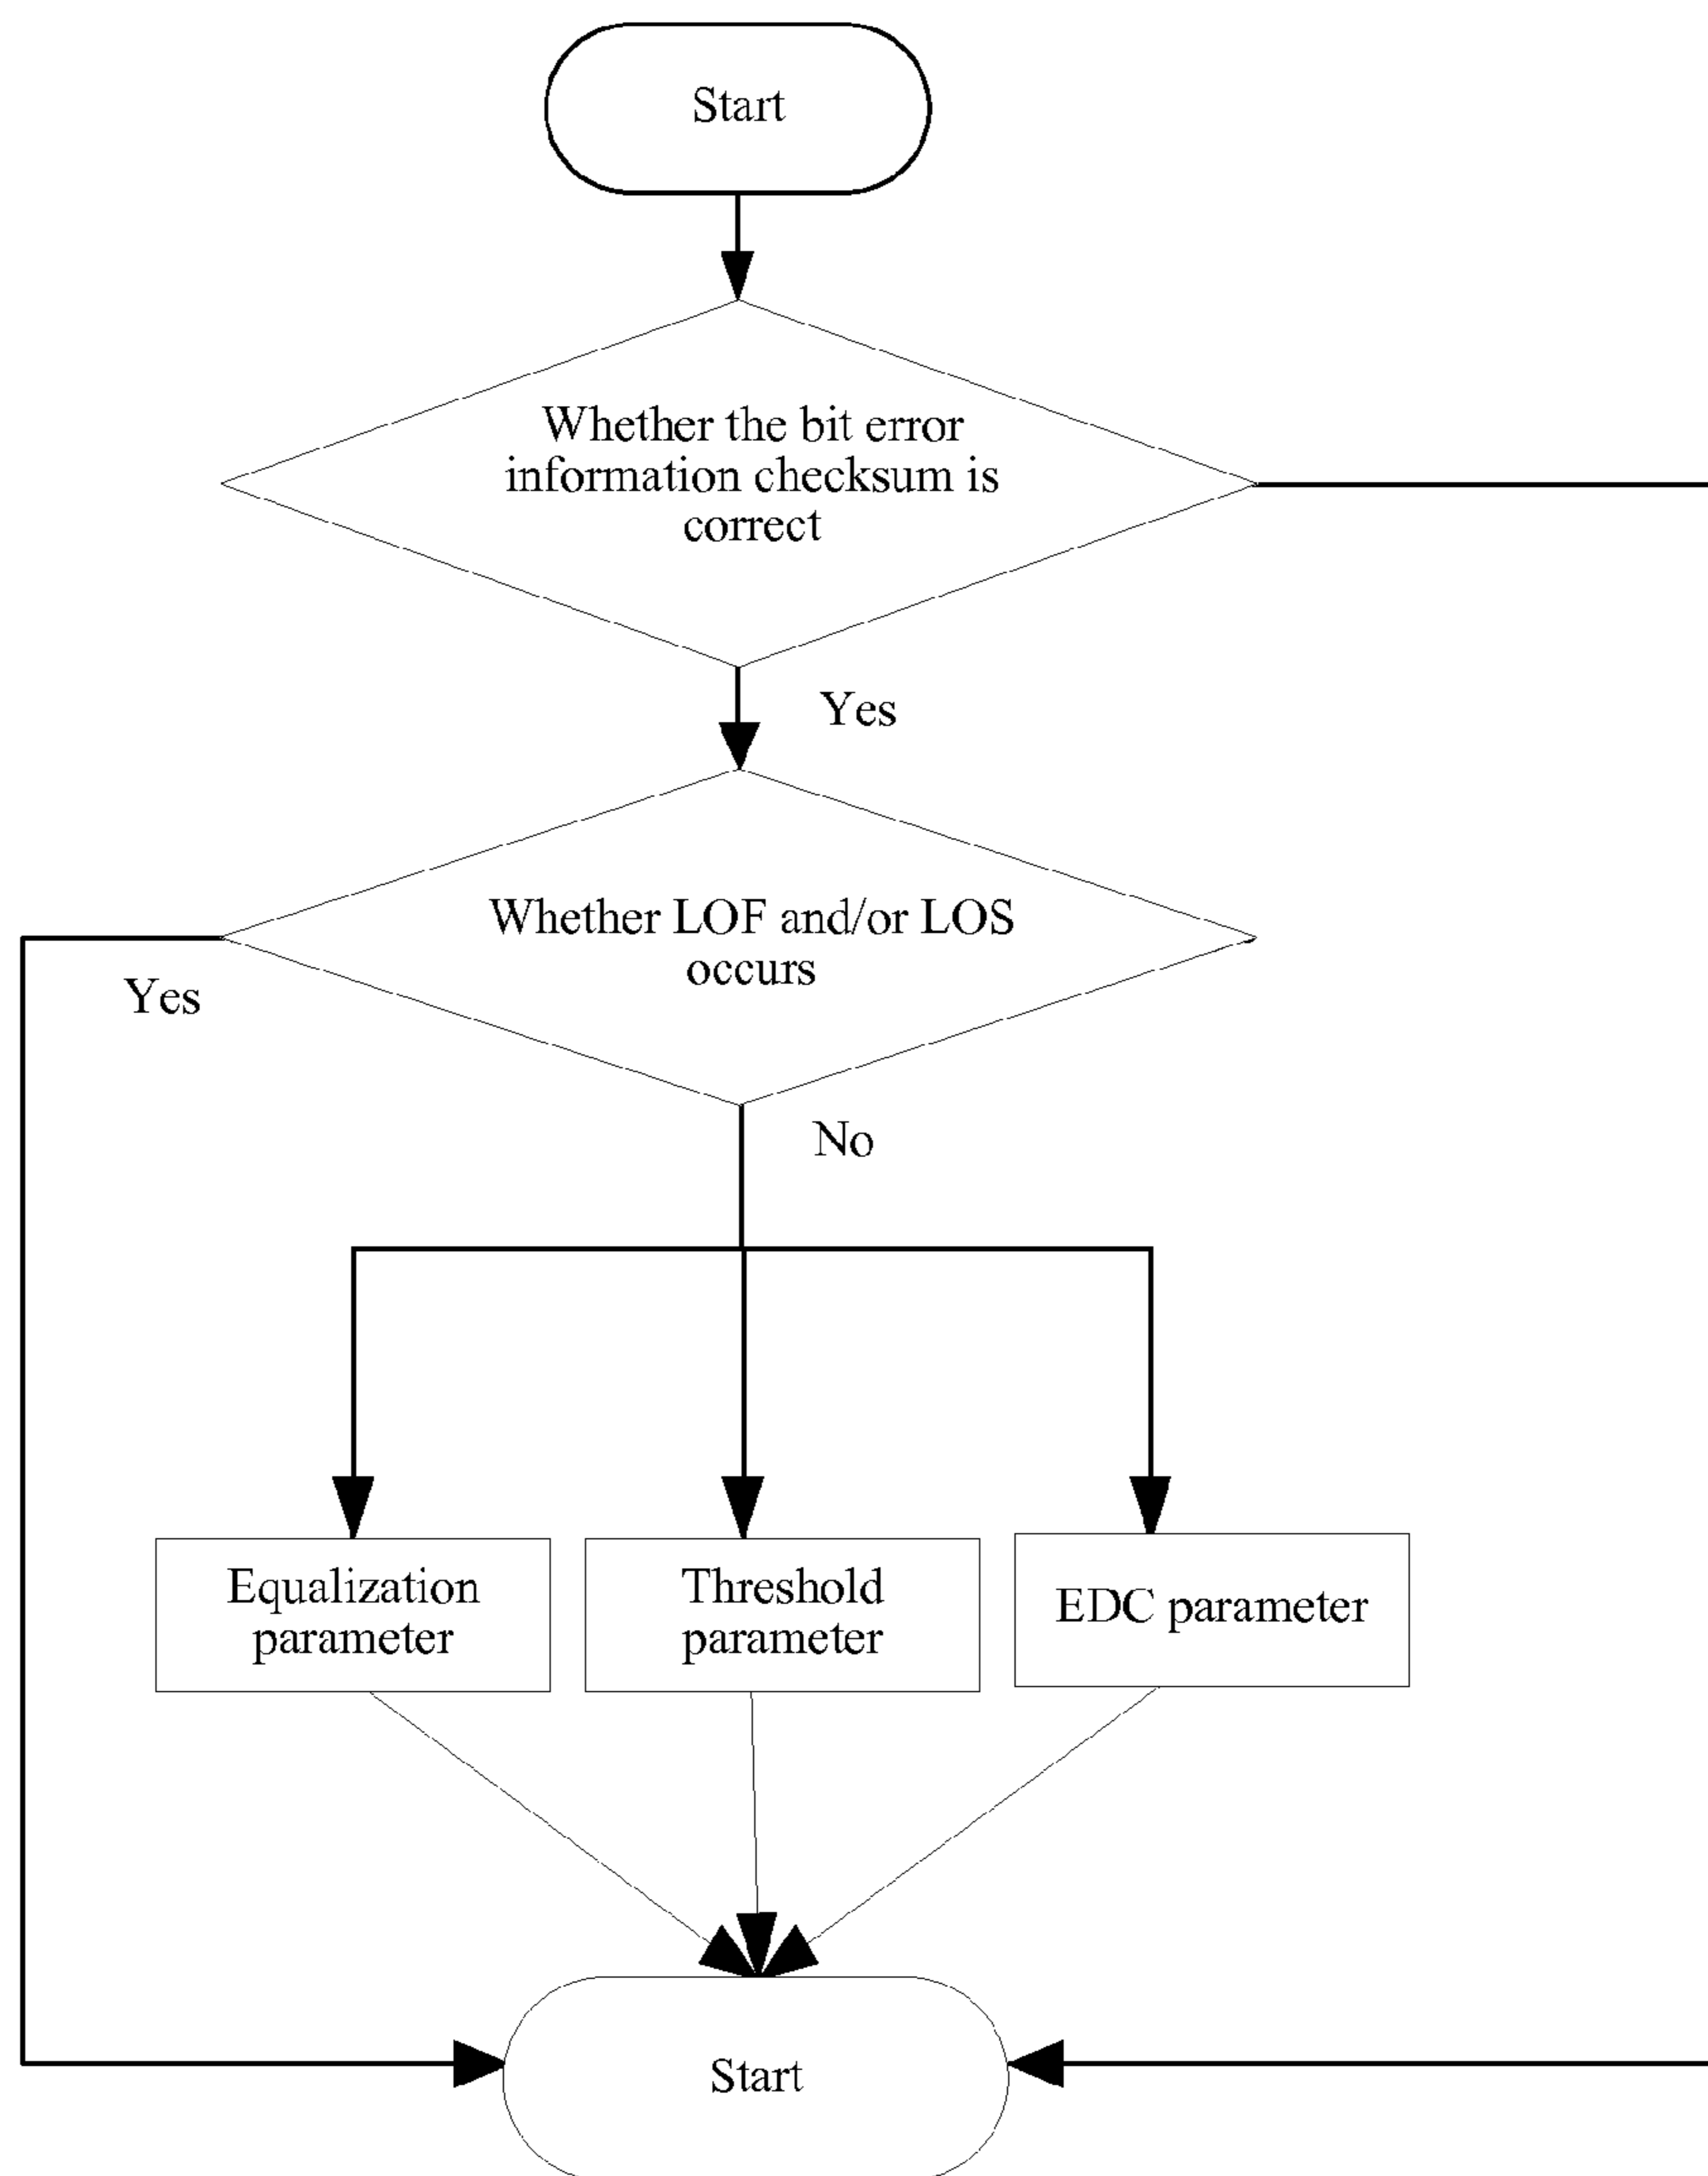 Start
Whether the bit error
information checksum is
correct
Yes
Whether LOF and/or LOS
occurs
Yes
No
Equalization
parameter
Threshold
parameter
EDC parameter
Start